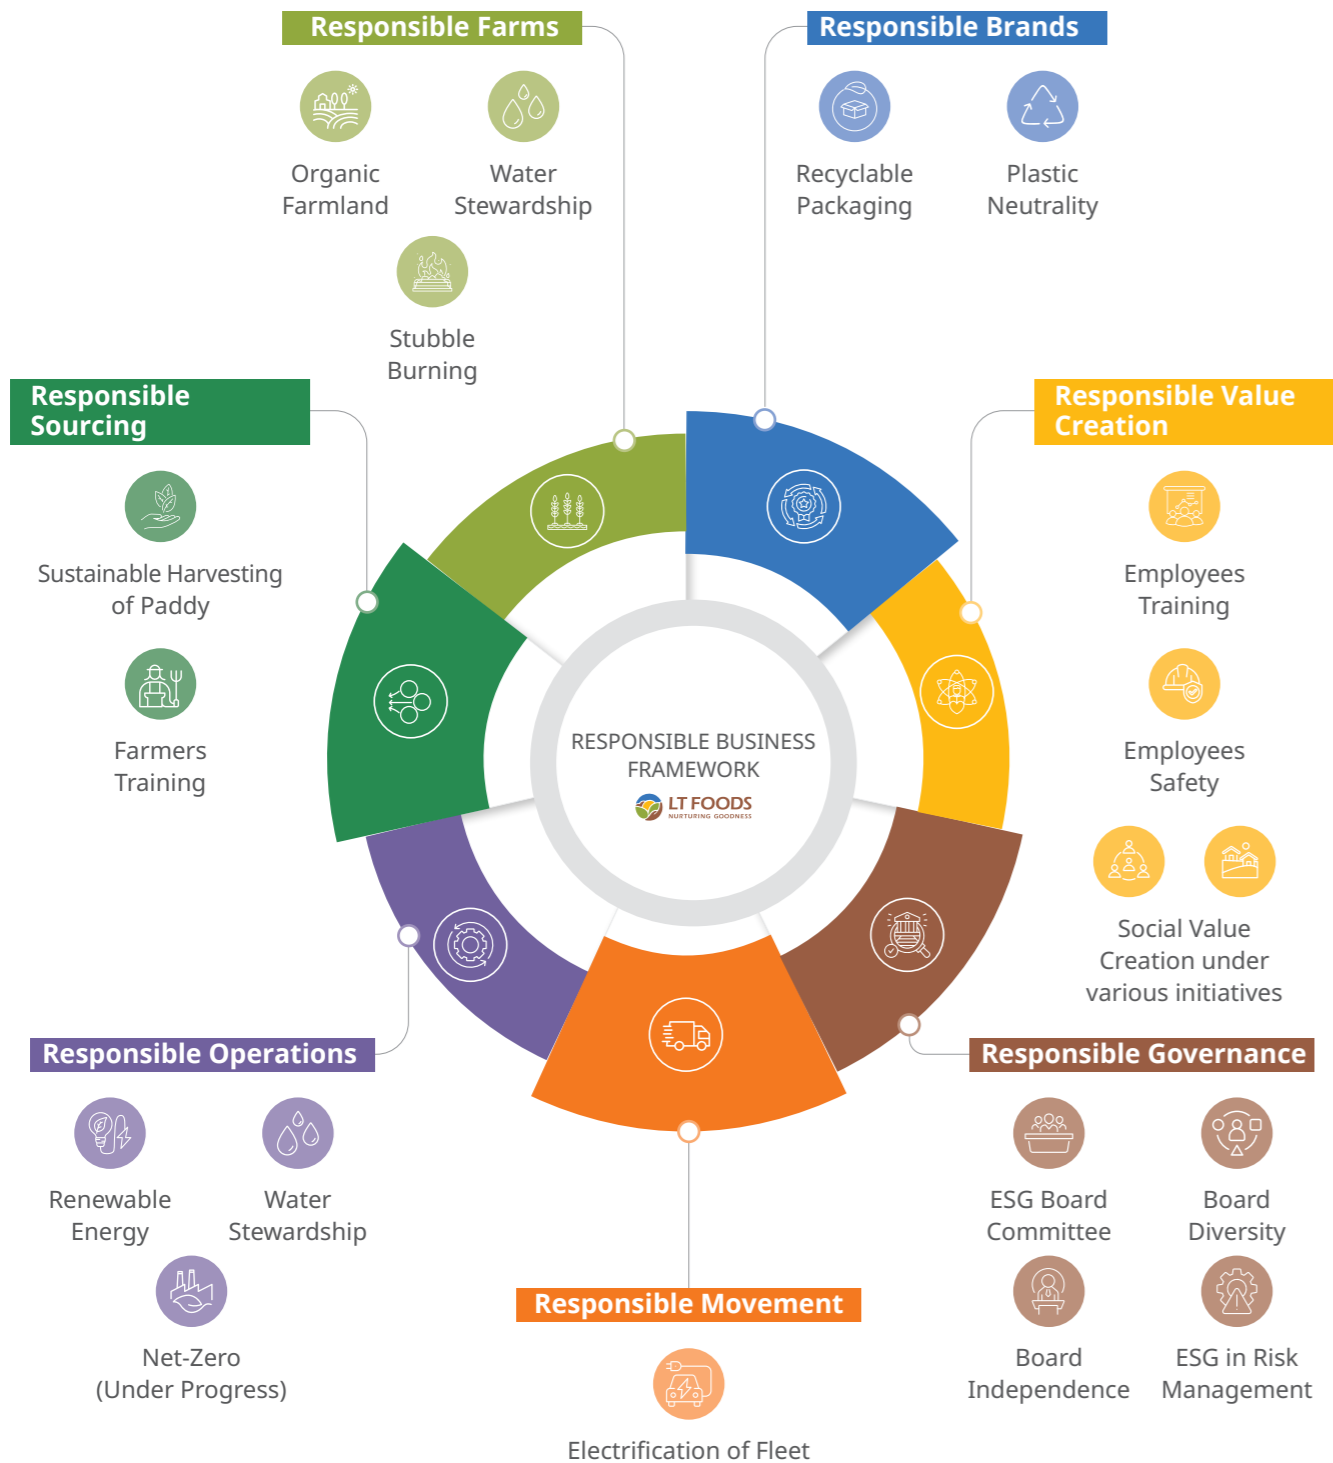 Responsible Farms
Organic
Farmland
Water
Stewardship
Stubble
Burning
Responsible Brands
Recyclable
Packaging
Plastic
Neutrality
Responsible
Sourcing
Sustainable Harvesting
of Paddy
Farmers
Training
Responsible Value
Creation
Employees
Training
Employees
Safety
Social Value
Creation under
various initiatives
RESPONSIBLE BUSINESS
FRAMEWORK
LT FOODS
NURTURING GOODNESS
Responsible Operations
Renewable
Energy
Water
Stewardship
Net-Zero
(Under Progress)
Responsible Movement
Electrification of Fleet
Responsible Governance
ESG Board
Committee
Board
Diversity
Board
Independence
ESG in Risk
Management